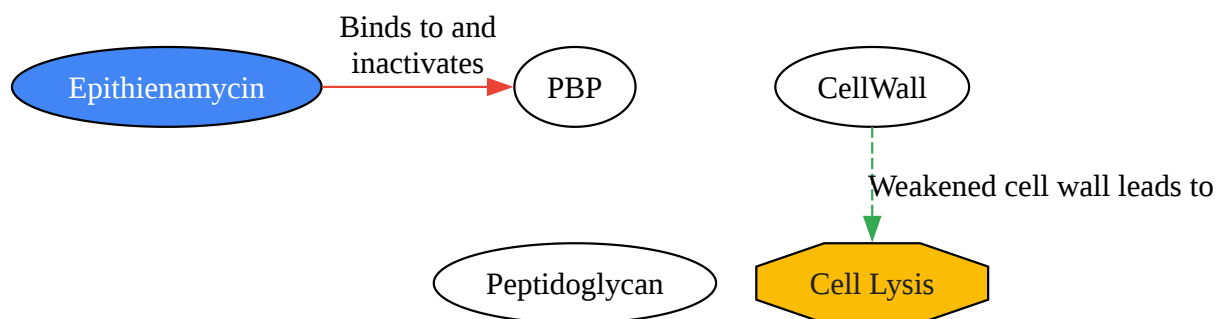 Binds to and
inactivates
Epithienamycin
PBP
CellWall
Weakened cell wall leads to
Peptidoglycan
Cell Lysis